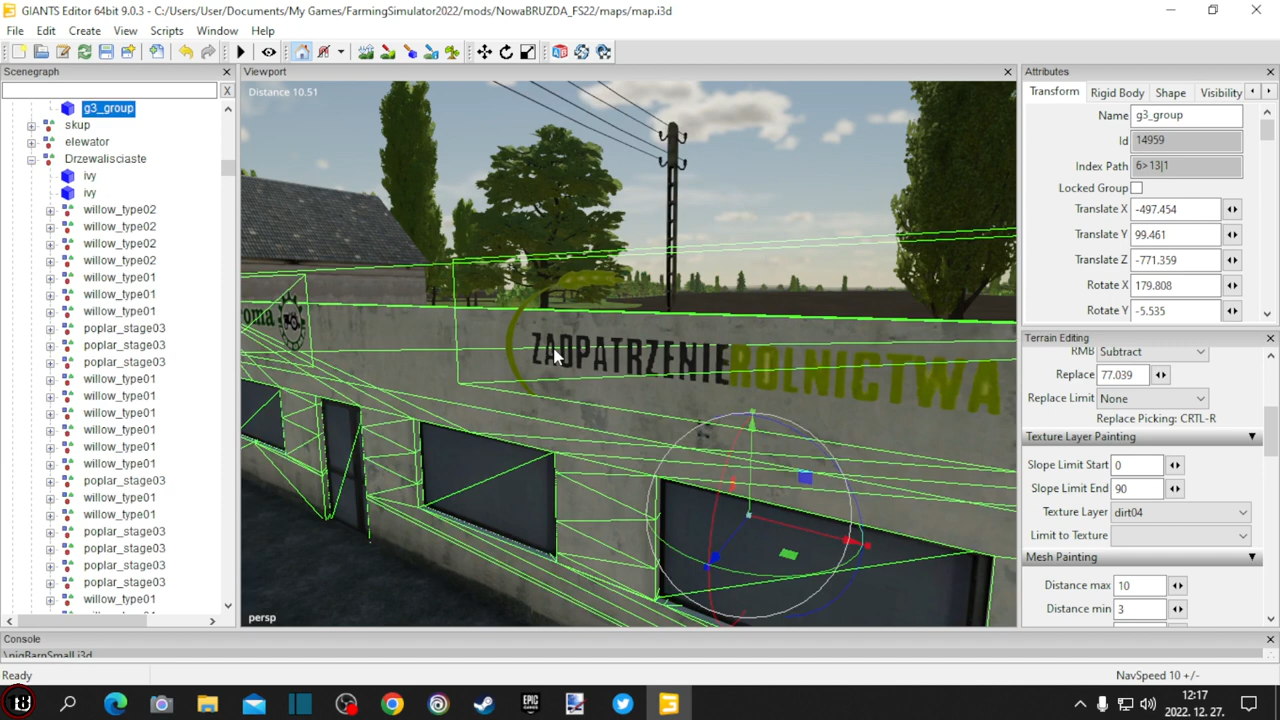 GIANTS Editor 64bit 9.0.3 - C:/Users/User/Documents/My Games/FarmingSimulator2022/mods/NowaBRUZDA_FS22/maps/map.i3d
File Edit Create View Scripts Window Help
Scenegraph
X
g3_group
skup
elewator
Drzewalisciaste
ivy
ivy
willow_type02
willow_type02
willow_type02
willow_type02
willow_type01
willow_type01
willow_type01
poplar_stage03
poplar_stage03
poplar_stage03
willow_type01
willow_type01
willow_type01
willow_type01
willow_type01
willow_type01
poplar_stage03
willow_type01
willow_type01
poplar_stage03
poplar_stage03
poplar_stage03
poplar_stage03
willow_type01
Viewport
Distance 10.51
roma
ZAOPATRZENIE ROLNICTWA
persp
Attributes
Transform Rigid Body Shape Visibility
Name g3_group
Id 14959
Index Path 6>13|1
Locked Group
Translate X -497.454
Translate Y 99.461
Translate Z -771.359
Rotate X 179.808
Rotate Y -5.535
Terrain Editing
RMB Subtract
Replace 77.039
Replace Limit None
Replace Picking: CRTL-R
Texture Layer Painting
Slope Limit Start 0
Slope Limit End 90
Texture Layer dirt04
Limit to Texture
Mesh Painting
Distance max 10
Distance min 3
Console
\pigBarnSmall.i3d
Ready
NavSpeed 10 +/-
EPIC GAMES
12:17
2022. 12. 27.